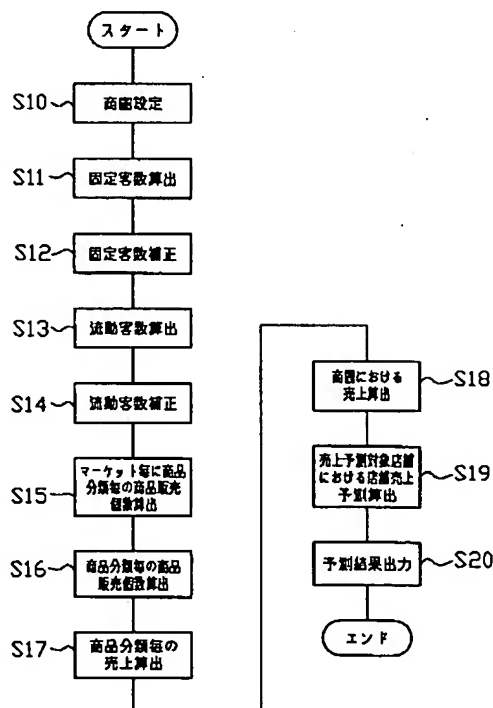 スタート
S10
商圏設定
S11
固定客数算出
S12
固定客数補正
S13
流動客数算出
S14
流動客数補正
S15
マーケット毎に商品
分類毎の商品販売
個数算出
S16
商品分類毎の商品
販売個数算出
S17
商品分類毎の
売上算出
商圏における
売上算出
S18
売上予測対象店舗
における店舗売上
予測算出
S19
予測結果出力
S20
エンド